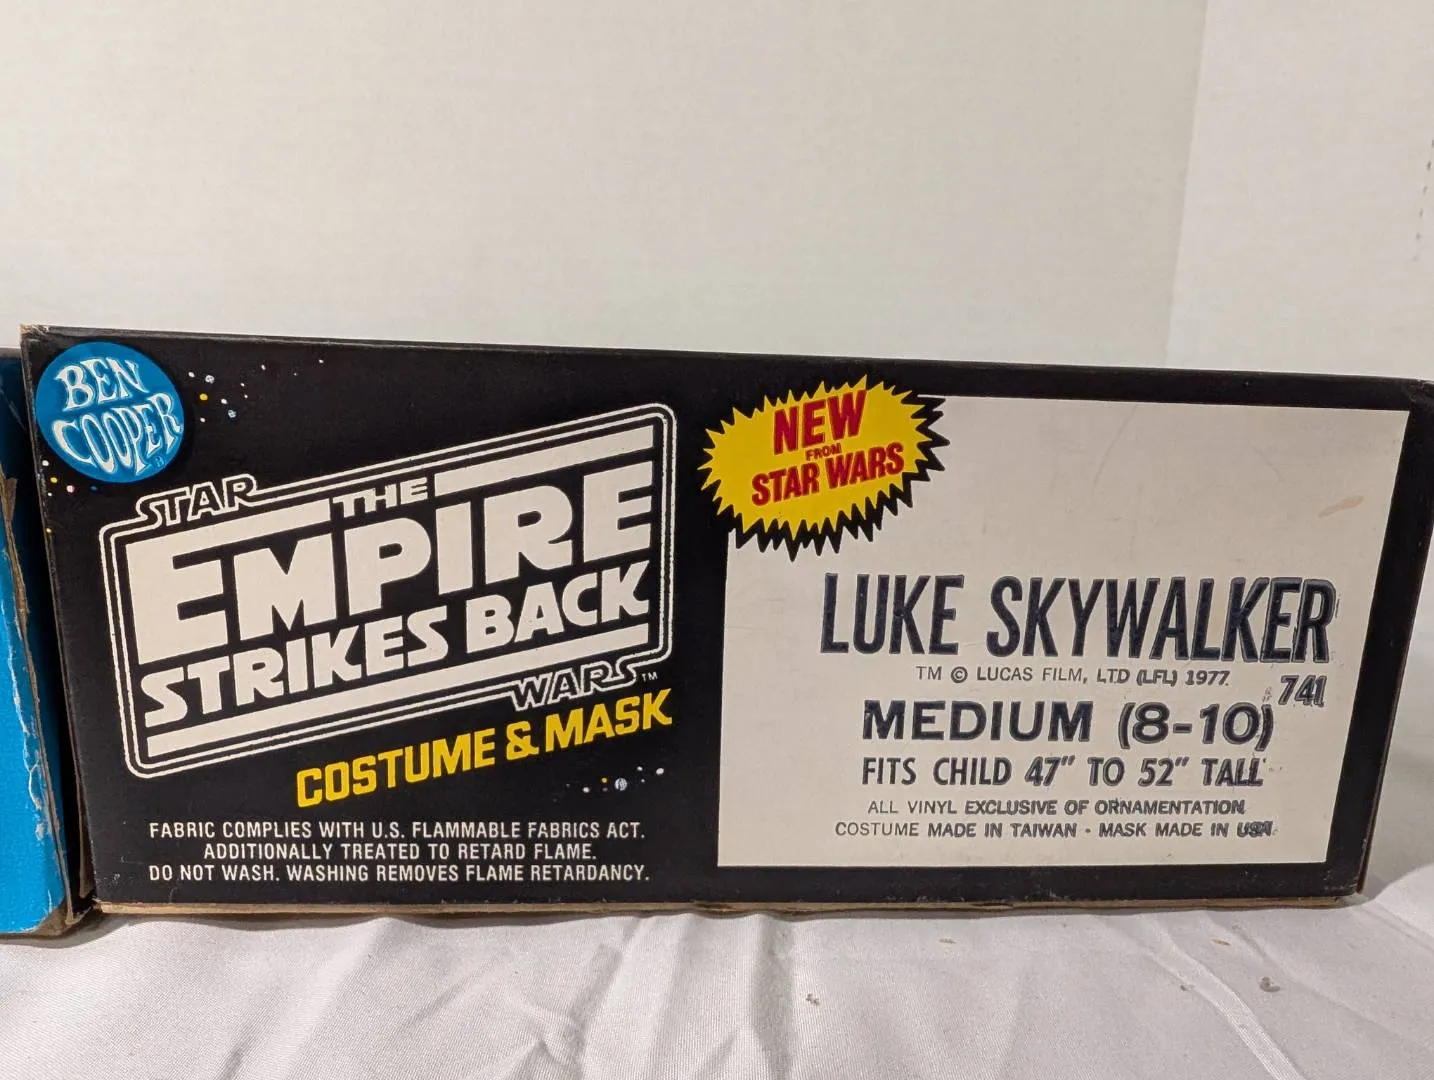 BEN
COOPER
STAR
THE
EMPIRE
STRIKES BACK
WARS™
COSTUME & MASK
FABRIC COMPLIES WITH U.S. FLAMMABLE FABRICS ACT.
ADDITIONALLY TREATED TO RETARD FLAME.
DO NOT WASH. WASHING REMOVES FLAME RETARDANCY.
NEW
FROM
STAR WARS
LUKE SKYWALKER
TM © LUCAS FILM, LTD (LFL) 1977
741
MEDIUM (8-10)
FITS CHILD 47" TO 52" TALL
ALL VINYL EXCLUSIVE OF ORNAMENTATION
COSTUME MADE IN TAIWAN · MASK MADE IN USA